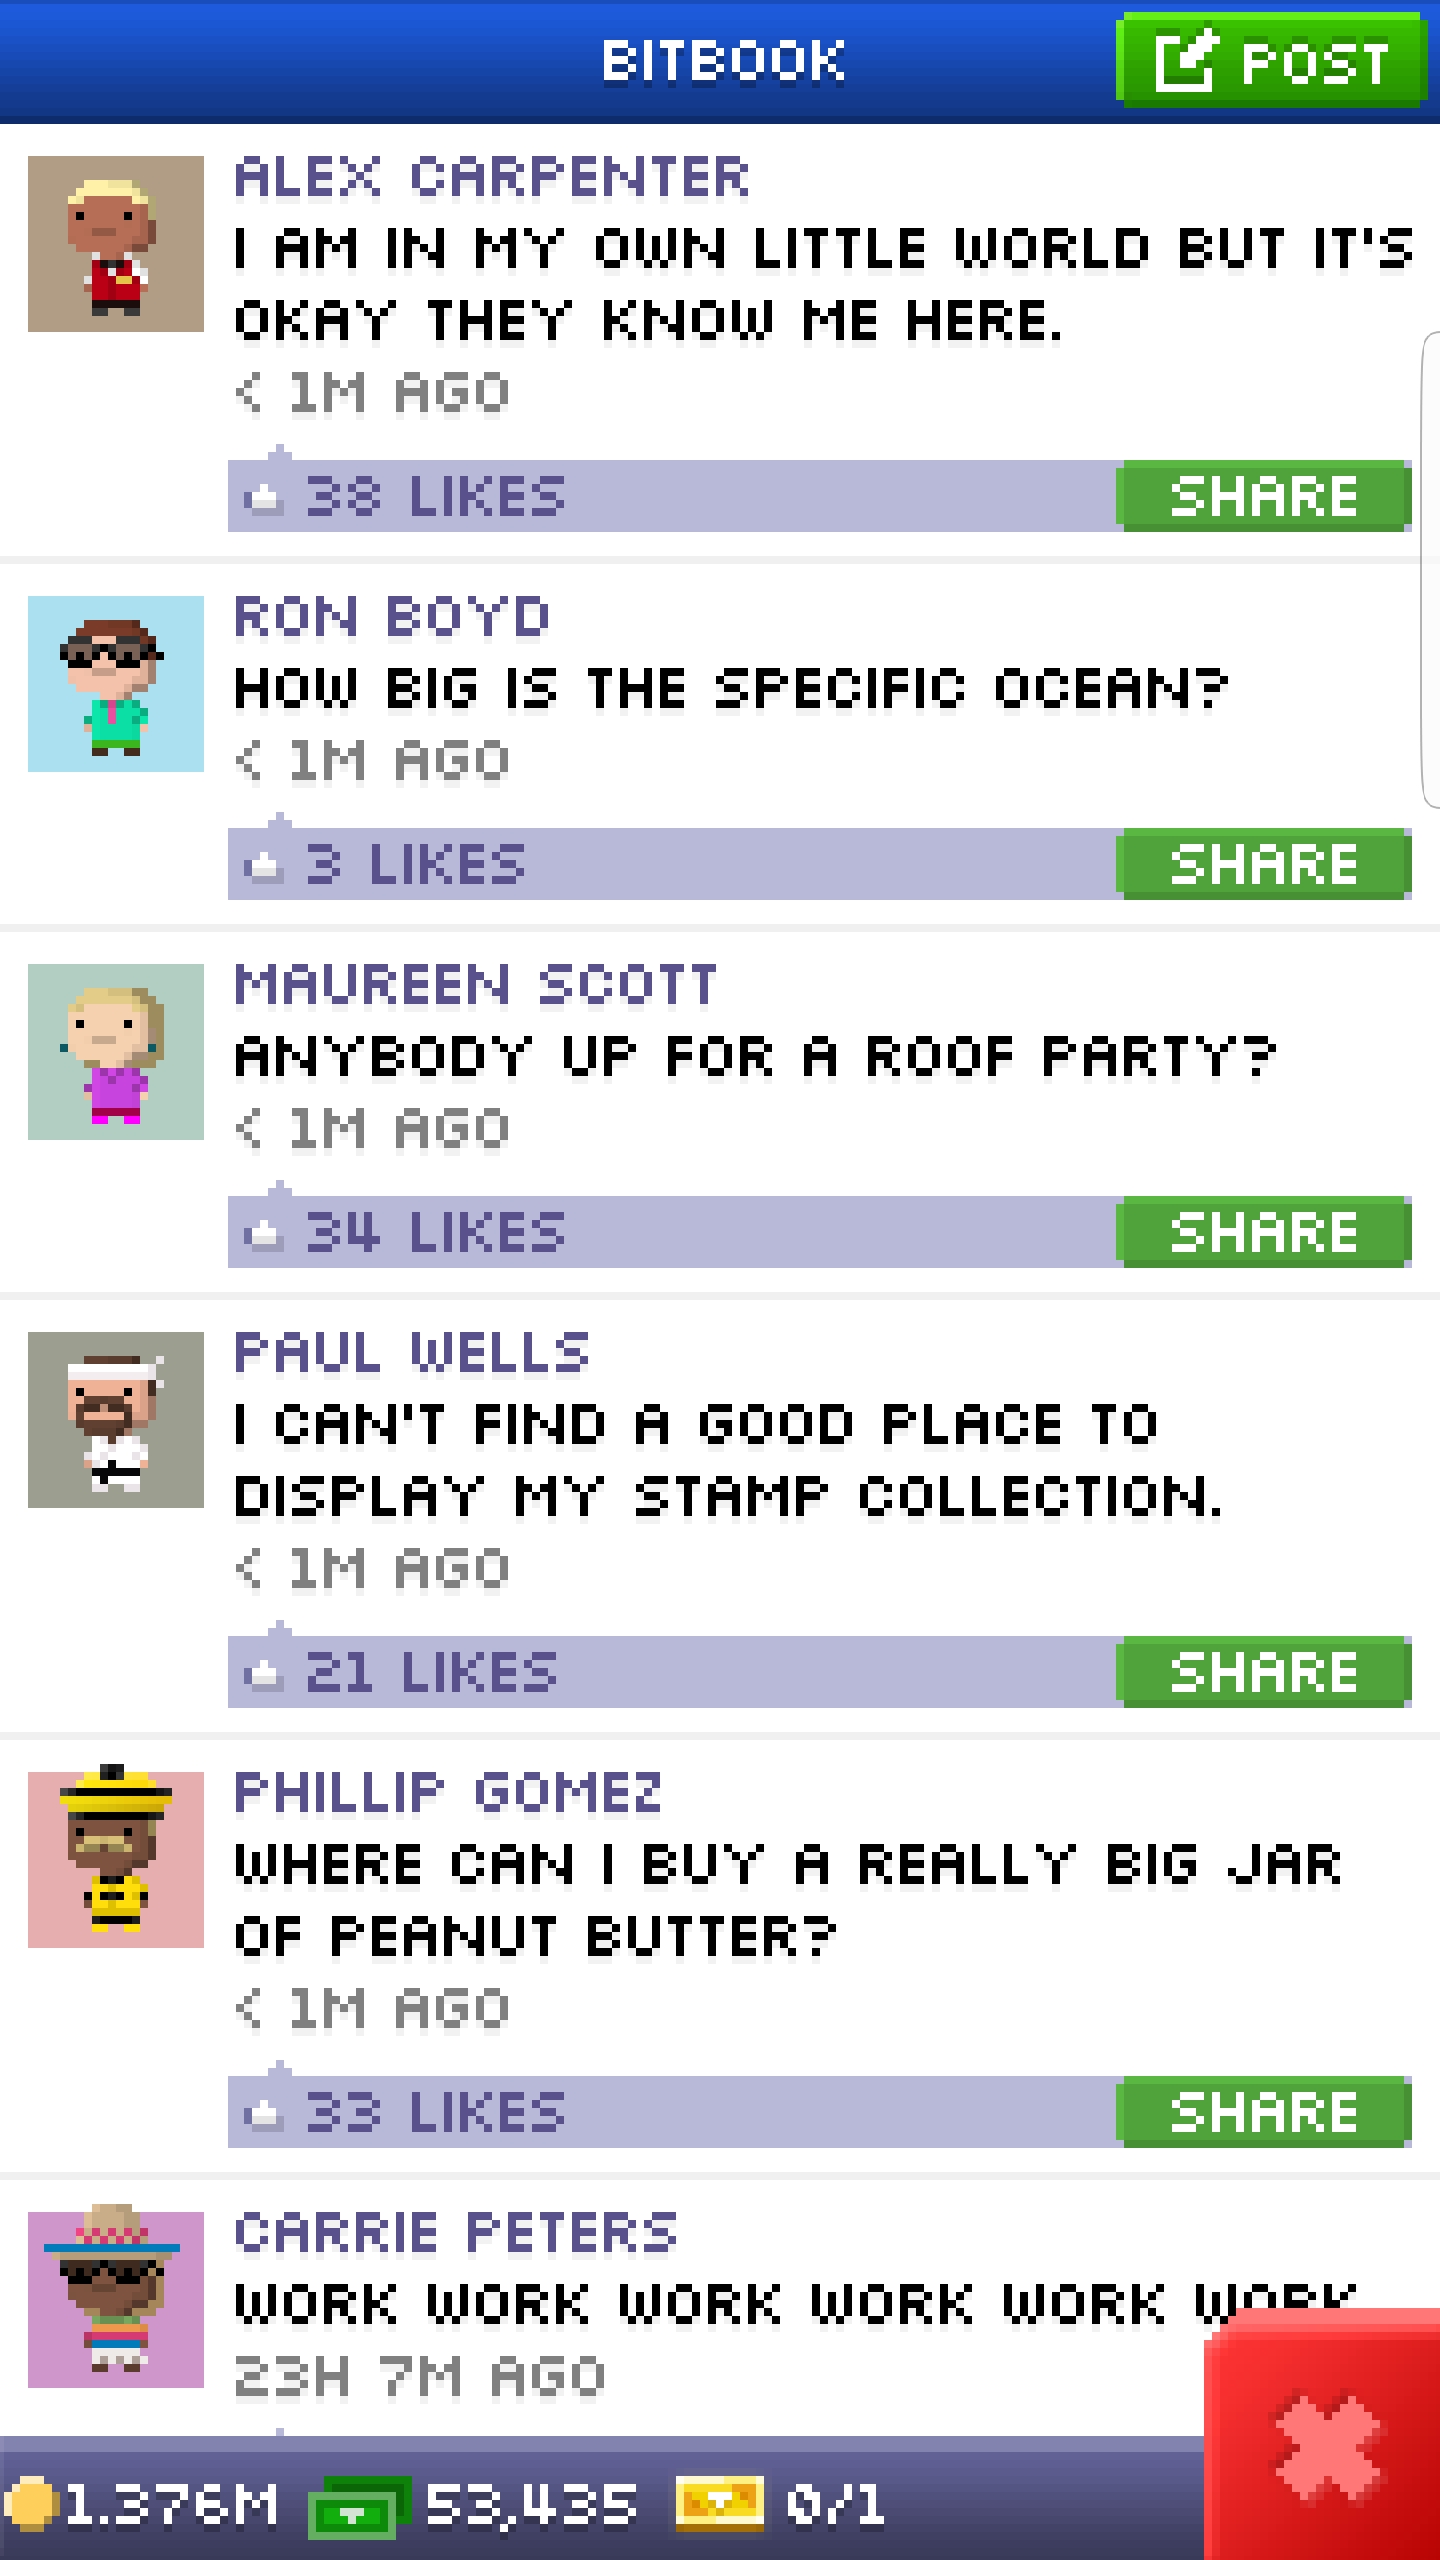 BITBOOK
POST
ALEX CARPENTER
I AM IN MY OWN LITTLE WORLD BUT IT'S
OKAY THEY KNOW ME HERE.
< 1M AGO
38 LIKES
SHARE
RON BOYD
HOW BIG IS THE SPECIFIC OCEAN?
< 1M AGO
3 LIKES
SHARE
MAUREEN SCOTT
ANYBODY UP FOR A ROOF PARTY?
< 1M AGO
34 LIKES
SHARE
PAUL WELLS
I CAN'T FIND A GOOD PLACE TO
DISPLAY MY STAMP COLLECTION.
< 1M AGO
21 LIKES
SHARE
PHILLIP GOMEZ
WHERE CAN I BUY A REALLY BIG JAR
OF PEANUT BUTTER?
< 1M AGO
33 LIKES
SHARE
CARRIE PETERS
WORK WORK WORK WORK WORK WORK
23H 7M AGO
1.376M 53,435 0/1